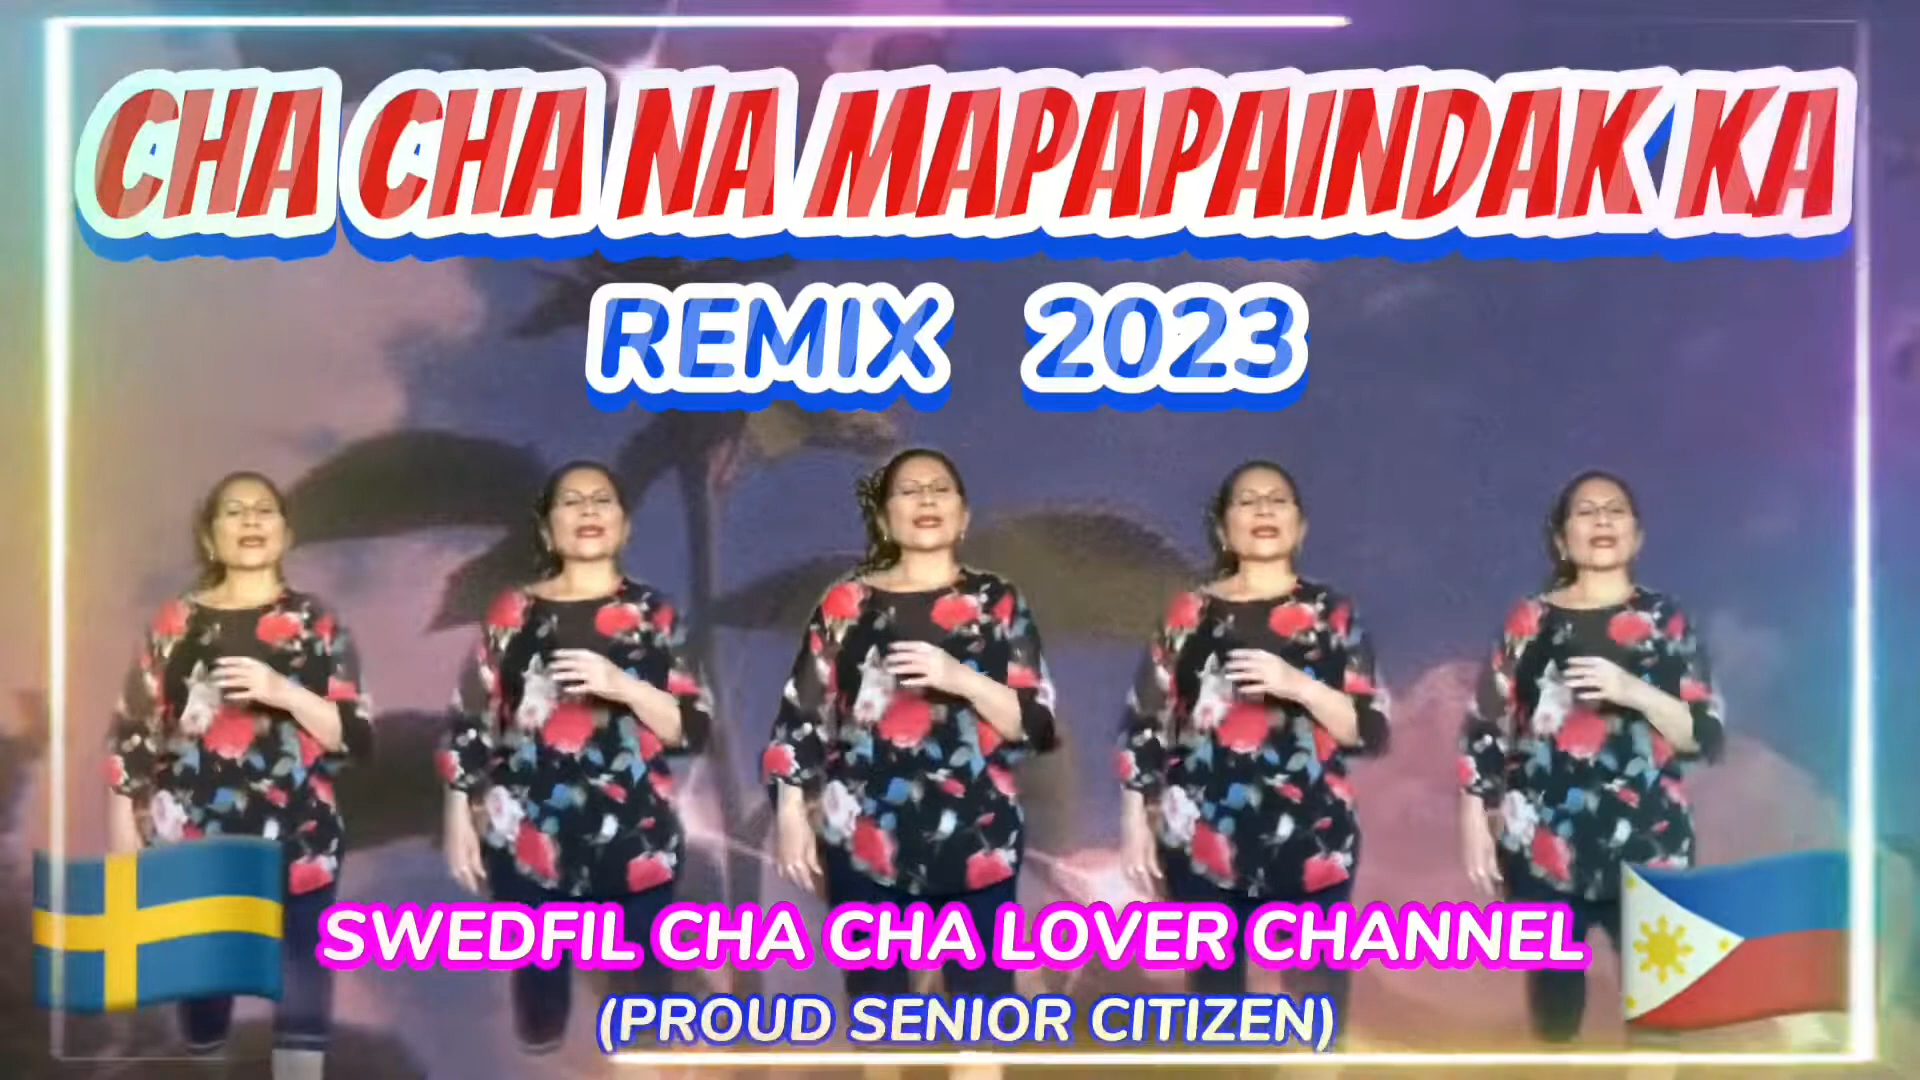 CHA CHA NA MAPAPAINDAK KA
REMIX 2023
SWEDFIL CHA CHA LOVER CHANNEL
(PROUD SENIOR CITIZEN)